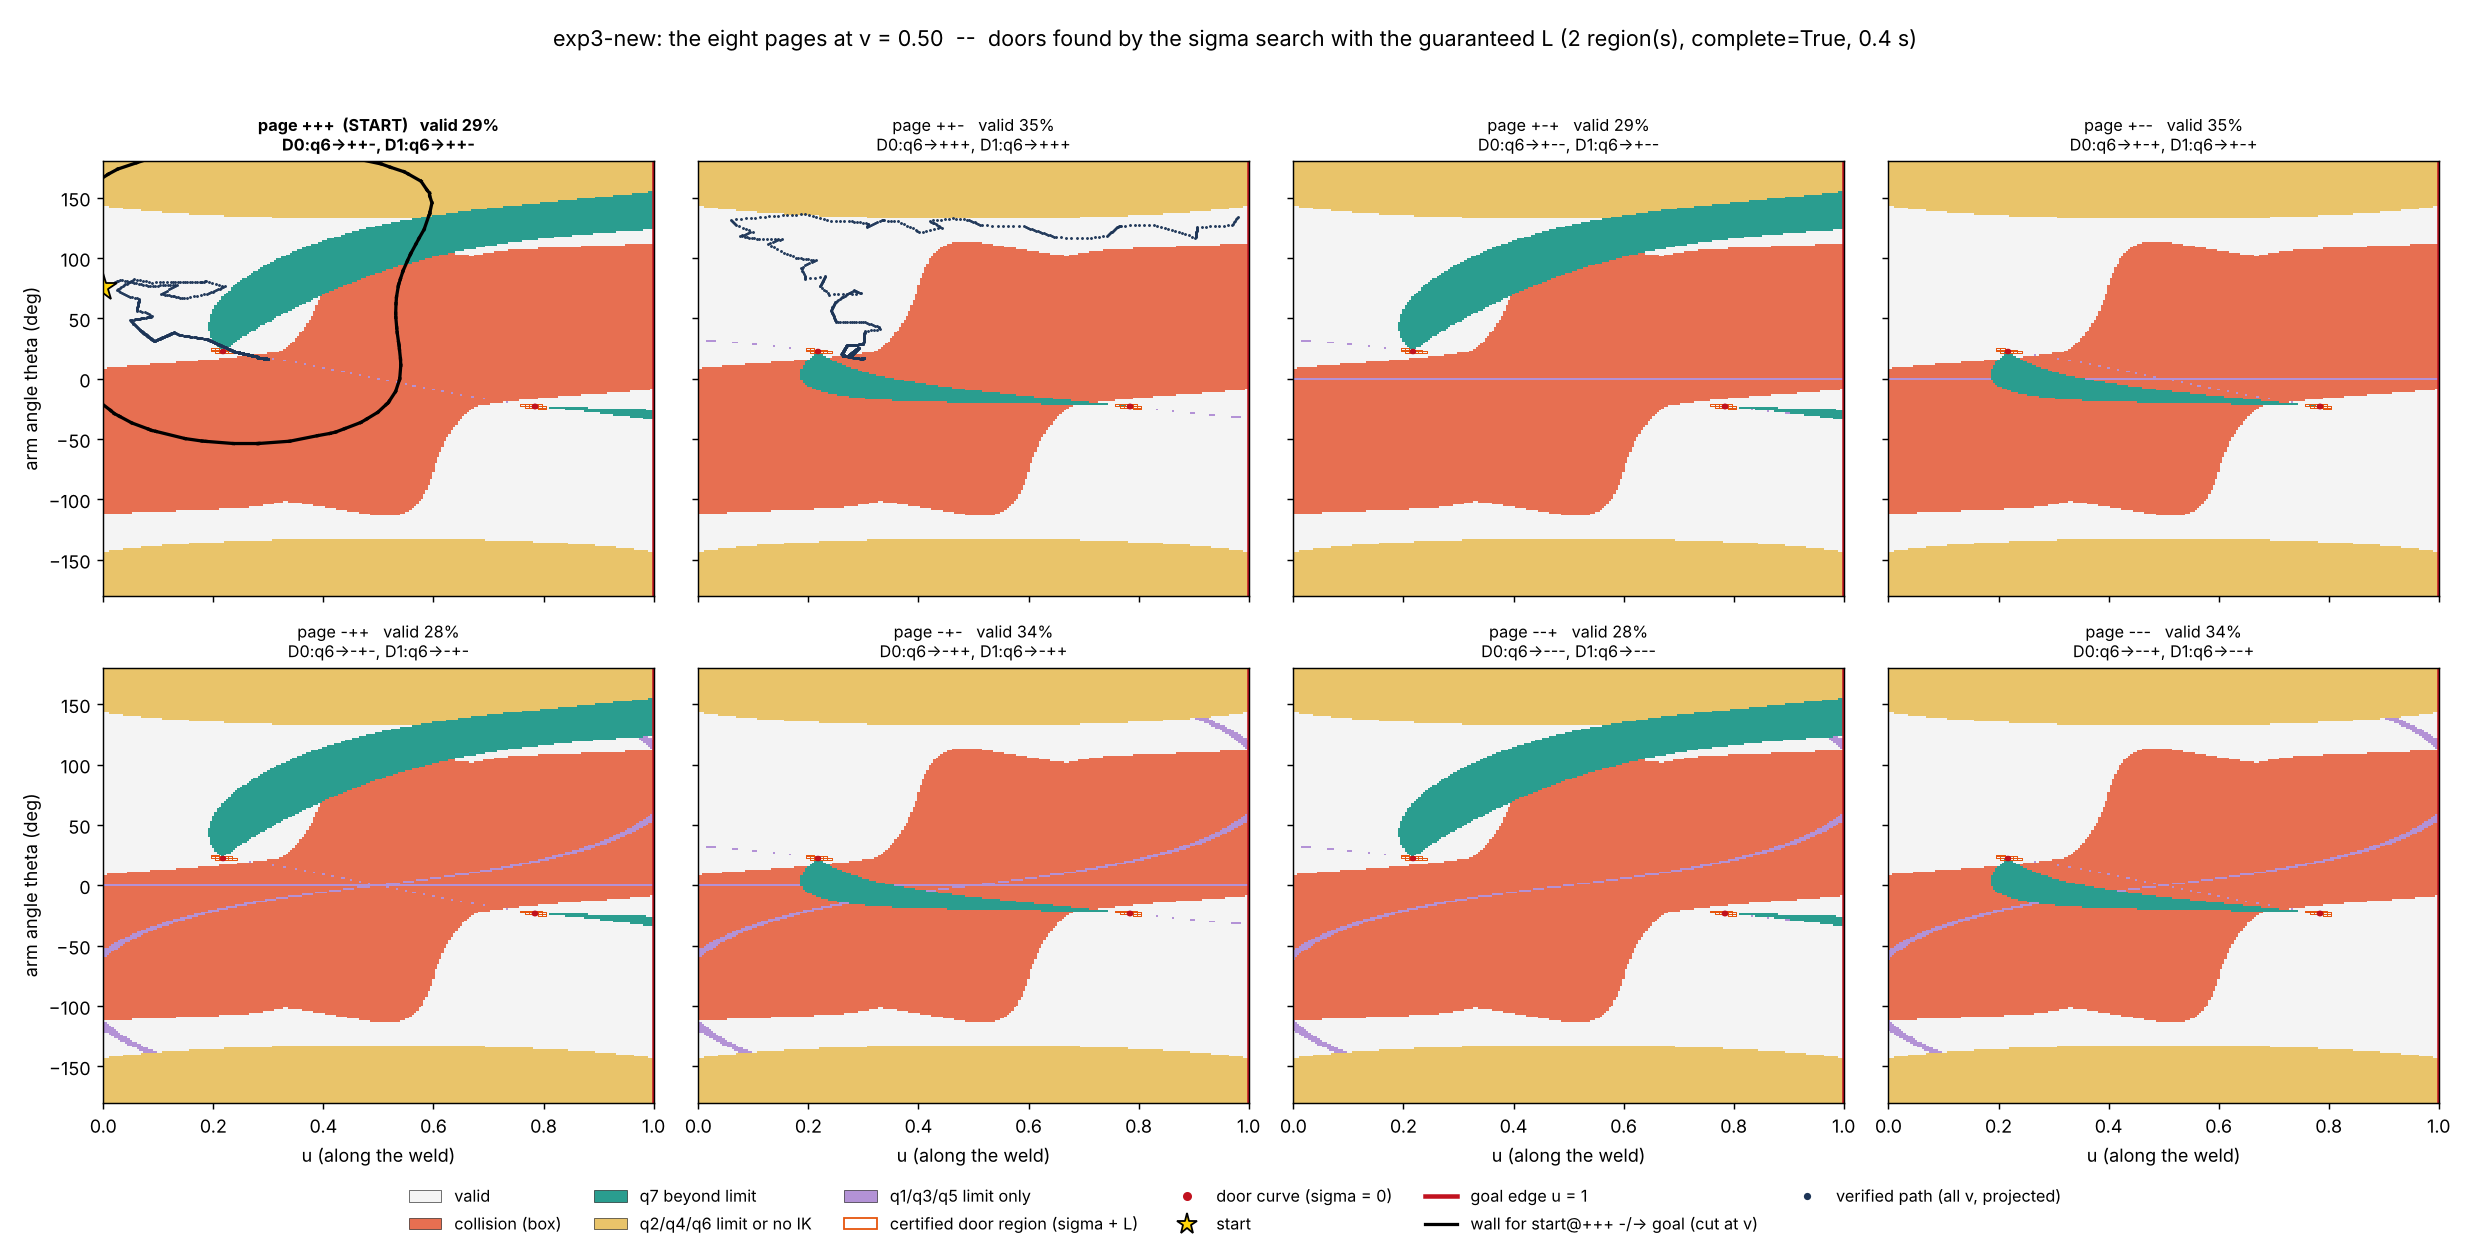 exp3-new: the eight pages at v = 0.50 -- doors found by the sigma search with the guaranteed L (2 region(s), complete=True, 0.4 s)
page +++ (START) valid 29%
D0:q6→++-, D1:q6→++-
page ++- valid 35%
D0:q6→+++, D1:q6→+++
page +-+ valid 29%
D0:q6→+--, D1:q6→+--
page +-- valid 35%
D0:q6→+-+, D1:q6→+-+
arm angle theta (deg)
150
100
50
0
−50
−100
−150
page -++ valid 28%
D0:q6→-+-, D1:q6→-+-
page -+- valid 34%
D0:q6→-++, D1:q6→-++
page --+ valid 28%
D0:q6→---, D1:q6→---
page --- valid 34%
D0:q6→--+, D1:q6→--+
arm angle theta (deg)
150
100
50
0
−50
−100
−150
0.0 0.2 0.4 0.6 0.8 1.0
0.0 0.2 0.4 0.6 0.8 1.0
0.0 0.2 0.4 0.6 0.8 1.0
0.0 0.2 0.4 0.6 0.8 1.0
u (along the weld)
u (along the weld)
u (along the weld)
u (along the weld)
valid
collision (box)
q7 beyond limit
q2/q4/q6 limit or no IK
q1/q3/q5 limit only
certified door region (sigma + L)
door curve (sigma = 0)
start
goal edge u = 1
wall for start@+++ -/→ goal (cut at v)
verified path (all v, projected)